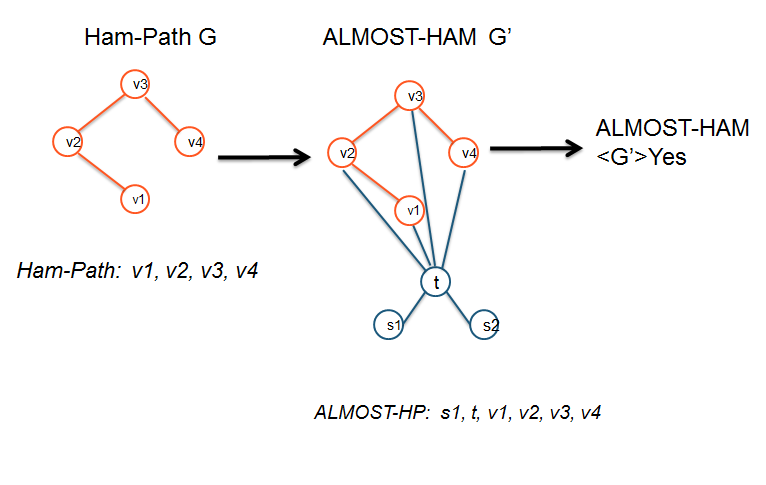 Ham-Path G
ALMOST-HAM G’
v3
v2
v4
v1
v3
v2
v4
v1
t
s1
s2
ALMOST-HAM
<G’>Yes
Ham-Path: v1, v2, v3, v4
ALMOST-HP: s1, t, v1, v2, v3, v4